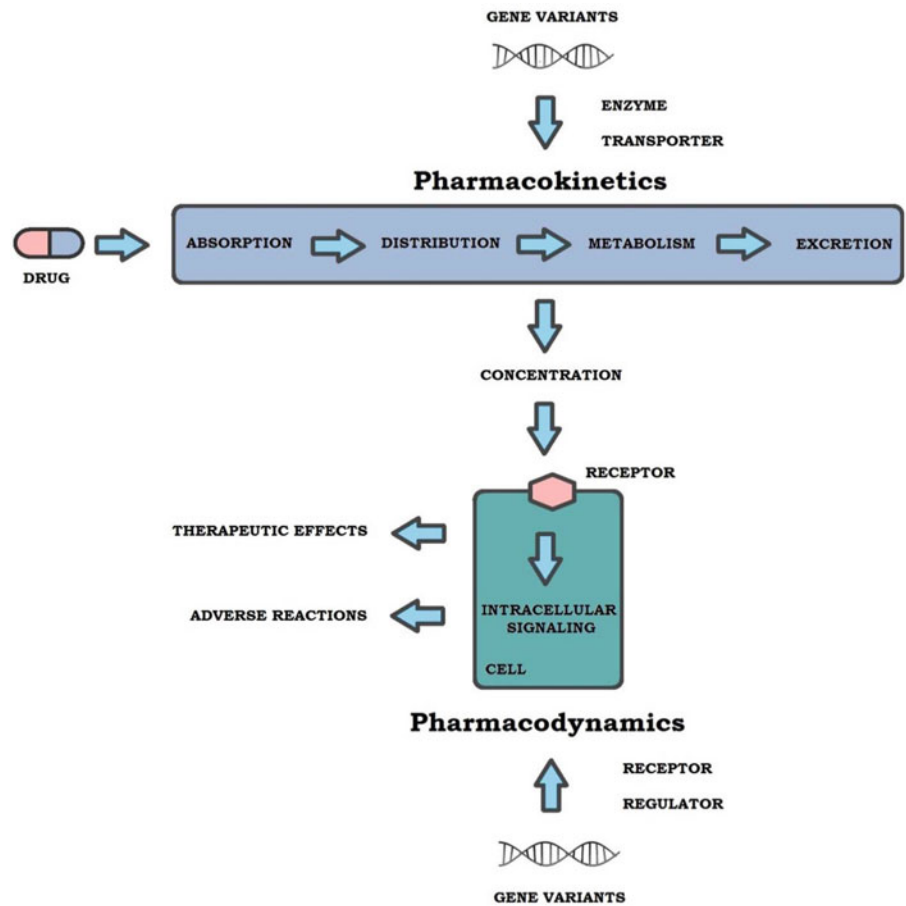 GENE VARIANTS
ENZYME
TRANSPORTER
Pharmacokinetics
DRUG
ABSORPTION
DISTRIBUTION
METABOLISM
EXCRETION
CONCENTRATION
RECEPTOR
THERAPEUTIC EFFECTS
ADVERSE REACTIONS
INTRACELLULAR
SIGNALING
CELL
Pharmacodynamics
RECEPTOR
REGULATOR
GENE VARIANTS